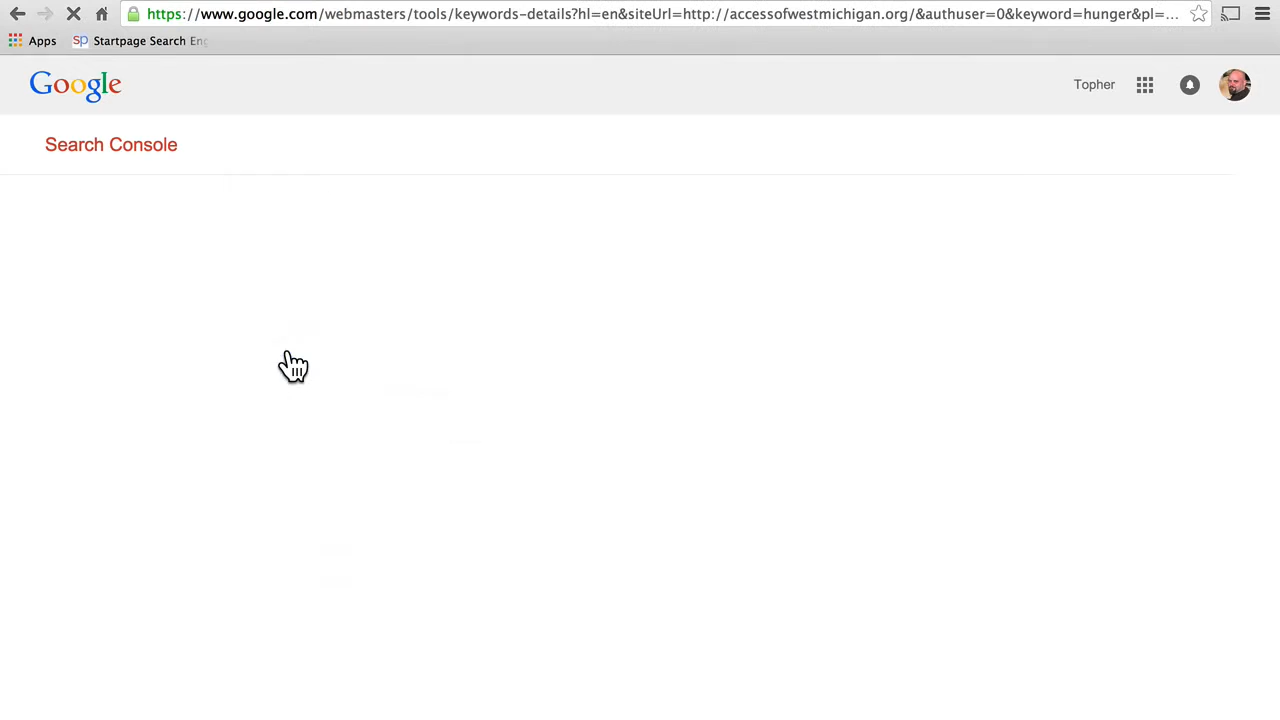 https://www.google.com/webmasters/tools/keywords-details?hl=en&siteUrl=http://accessofwestmichigan.org/&authuser=0&keyword=hunger&pl=...
Apps SP Startpage Search Eng
Google Topher
Search Console